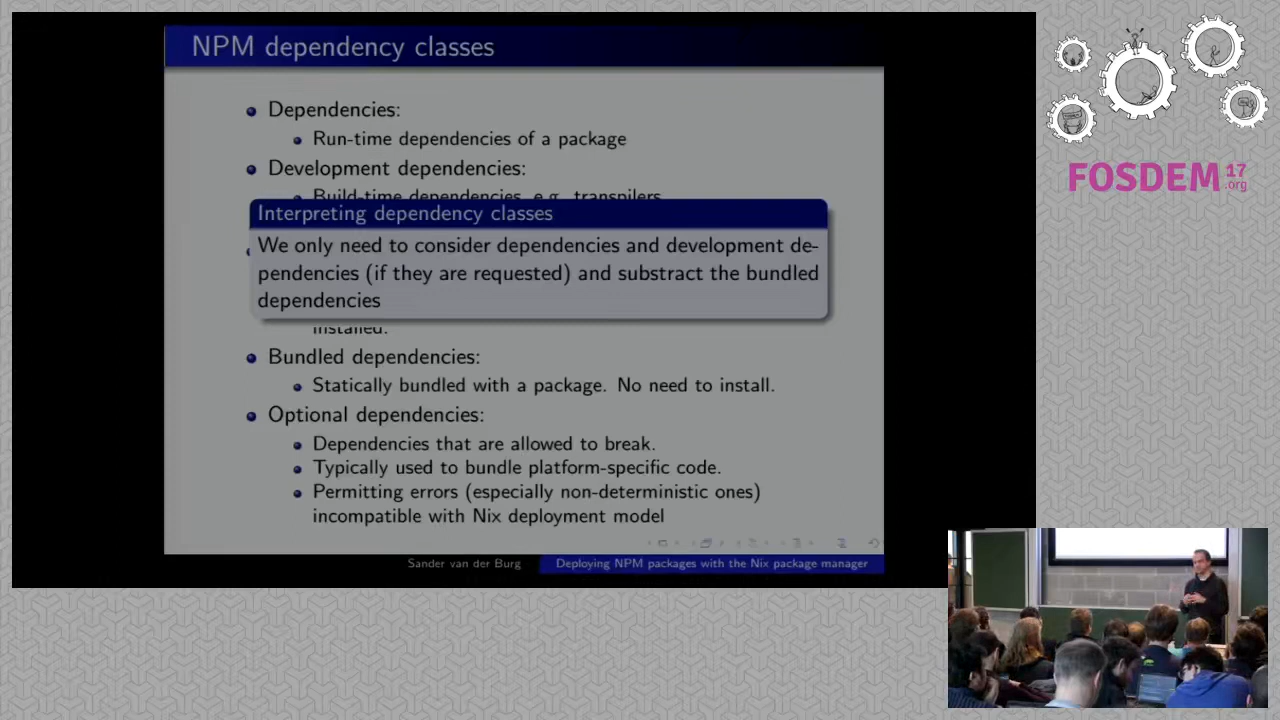 NPM dependency classes
Dependencies:
Run-time dependencies of a package
Development dependencies:
Build-time dependencies, e.g. transpilers
Interpreting dependency classes
We only need to consider dependencies and development de-
pendencies (if they are requested) and substract the bundled
dependencies
installed.
Bundled dependencies:
Statically bundled with a package. No need to install.
Optional dependencies:
Dependencies that are allowed to break.
Typically used to bundle platform-specific code.
Permitting errors (especially non-deterministic ones)
incompatible with Nix deployment model
Sander van der Burg
Deploying NPM packages with the Nix package manager
FOSDEM 17
.org